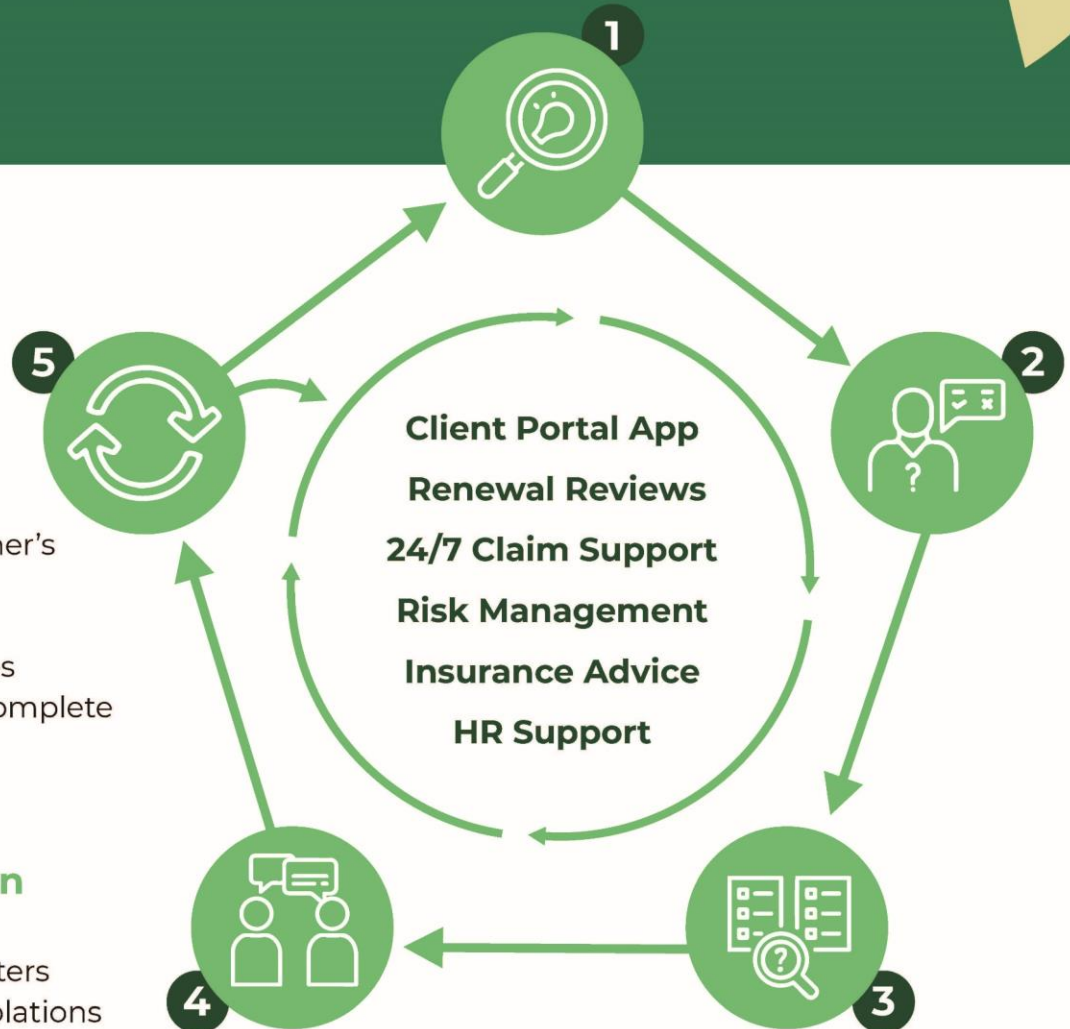 1
5
2
Client Portal App
Renewal Reviews
24/7 Claim Support
Risk Management
Insurance Advice
HR Support
4
3